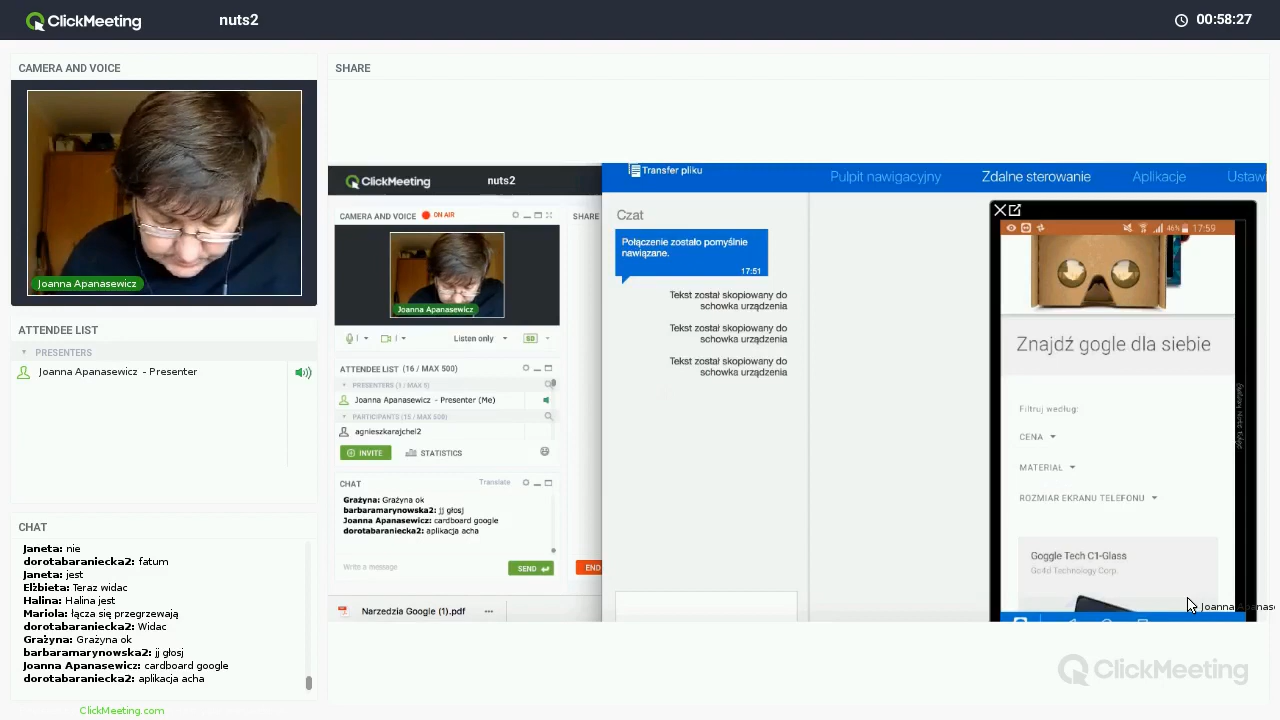 ClickMeeting
nuts2
00:58:27
CAMERA AND VOICE
Joanna Apanasewicz
ATTENDEE LIST
PRESENTERS
Joanna Apanasewicz - Presenter
CHAT
Janeta: nie
dorotabaraniecka2: fatum
Janeta: jest
Elżbieta: Teraz widac
Halina: Halina jest
Mariola: łącza się przegrzewają
dorotabaraniecka2: Widac
Grażyna: Grażyna ok
barbaramarynowska2: jj głosj
Joanna Apanasewicz: cardboard google
dorotabaraniecka2: aplikacja acha
ClickMeeting.com
SHARE
ClickMeeting
nuts2
CAMERA AND VOICE ON AIR
SHARE
Joanna Apanasewicz
Listen only
SD
ATTENDEE LIST (16 / MAX 500)
PRESENTERS (1 / MAX 5)
Joanna Apanasewicz - Presenter (Me)
PARTICIPANTS (15 / MAX 500)
agnieszkarajchel2
INVITE
STATISTICS
CHAT
Translate
Grażyna: Grażyna ok
barbaramarynowska2: jj głosj
Joanna Apanasewicz: cardboard google
dorotabaraniecka2: aplikacja acha
Write a message
SEND
END
Narzedzia Google (1).pdf
Transfer pliku
Pulpit nawigacyjny
Zdalne sterowanie
Aplikacje
Ustawi
Czat
Połączenie zostało pomyślnie
nawiązane.
17:51
Tekst został skopiowany do
schowka urządzenia
Tekst został skopiowany do
schowka urządzenia
Tekst został skopiowany do
schowka urządzenia
46% 17:59
Znajdź gogle dla siebie
Filtruj według:
CENA
MATERIAŁ
ROZMIAR EKRANU TELEFONU
Goggle Tech C1-Glass
Go4d Technology Corp.
Joanna Apanas
ClickMeeting